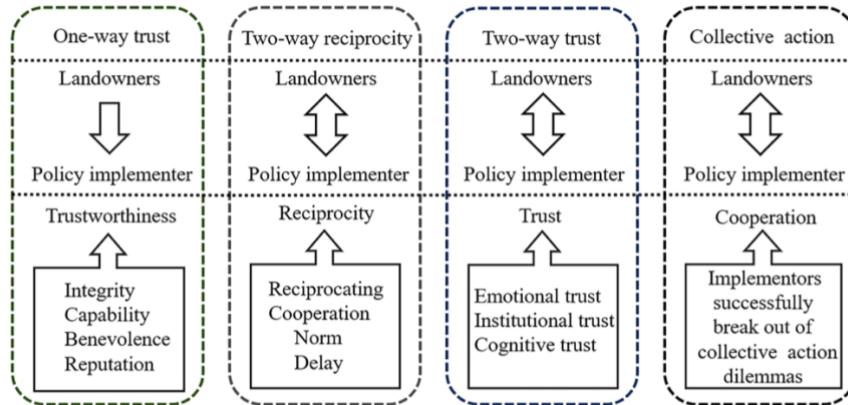 One-way trust
Two-way reciprocity
Two-way trust
Collective action
Landowners
Landowners
Landowners
Landowners
Policy implementer
Policy implementer
Policy implementer
Policy implementer
Trustworthiness
Reciprocity
Trust
Cooperation
Integrity
Capability
Benevolence
Reputation
Reciprocating
Cooperation
Norm
Delay
Emotional trust
Institutional trust
Cognitive trust
Implementors
successfully
break out of
collective action
dilemmas